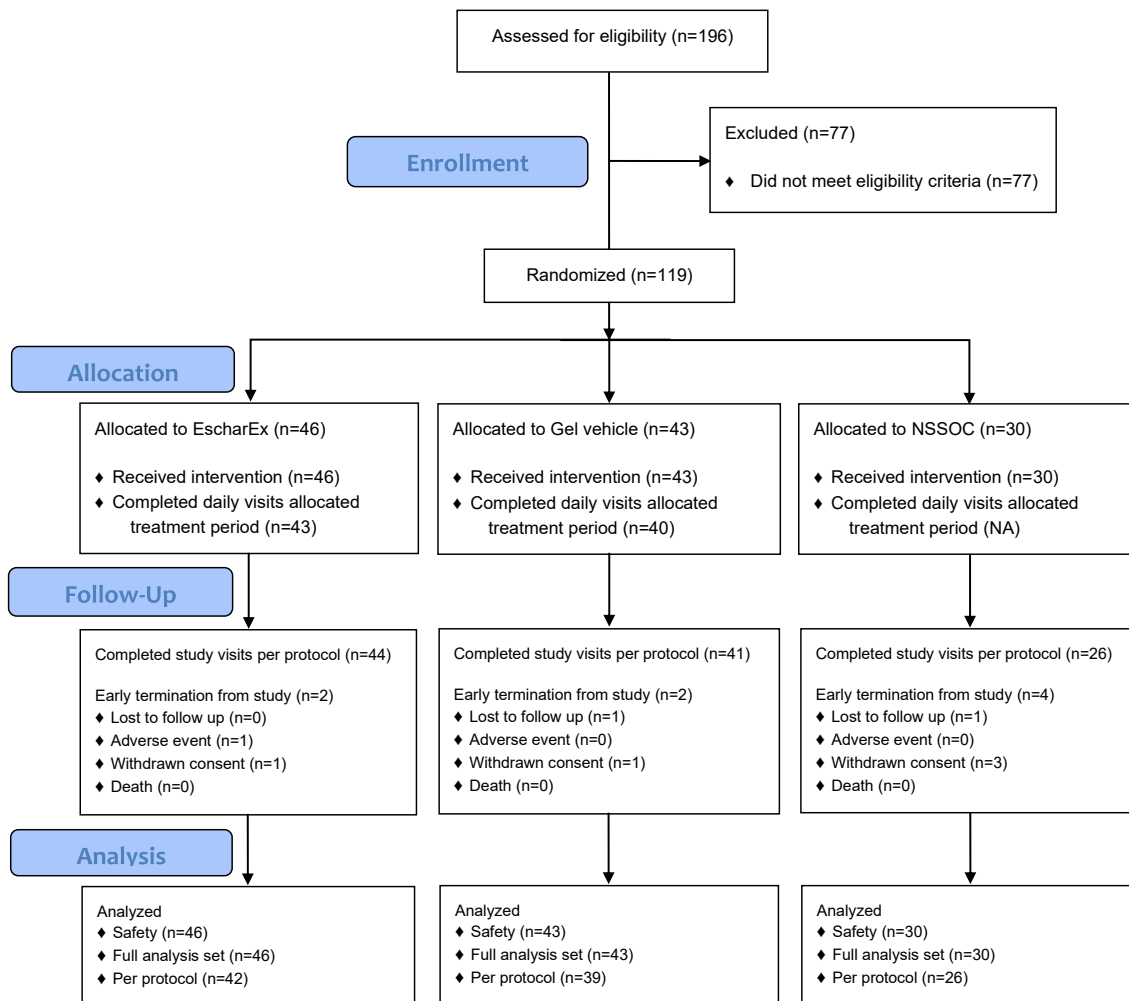 Assessed for eligibility (n=196)
Excluded (n=77)
♦ Did not meet eligibility criteria (n=77)
Enrollment
Randomized (n=119)
Allocation
Allocated to EscharEx (n=46)
♦ Received intervention (n=46)
♦ Completed daily visits allocated
treatment period (n=43)
Allocated to Gel vehicle (n=43)
♦ Received intervention (n=43)
♦ Completed daily visits allocated
treatment period (n=40)
Allocated to NSSOC (n=30)
♦ Received intervention (n=30)
♦ Completed daily visits allocated
treatment period (NA)
Follow-Up
Completed study visits per protocol (n=44)
Early termination from study (n=2)
♦ Lost to follow up (n=0)
♦ Adverse event (n=1)
♦ Withdrawn consent (n=1)
♦ Death (n=0)
Completed study visits per protocol (n=41)
Early termination from study (n=2)
♦ Lost to follow up (n=1)
♦ Adverse event (n=0)
♦ Withdrawn consent (n=1)
♦ Death (n=0)
Completed study visits per protocol (n=26)
Early termination from study (n=4)
♦ Lost to follow up (n=1)
♦ Adverse event (n=0)
♦ Withdrawn consent (n=3)
♦ Death (n=0)
Analysis
Analyzed
♦ Safety (n=46)
♦ Full analysis set (n=46)
♦ Per protocol (n=42)
Analyzed
♦ Safety (n=43)
♦ Full analysis set (n=43)
♦ Per protocol (n=39)
Analyzed
♦ Safety (n=30)
♦ Full analysis set (n=30)
♦ Per protocol (n=26)